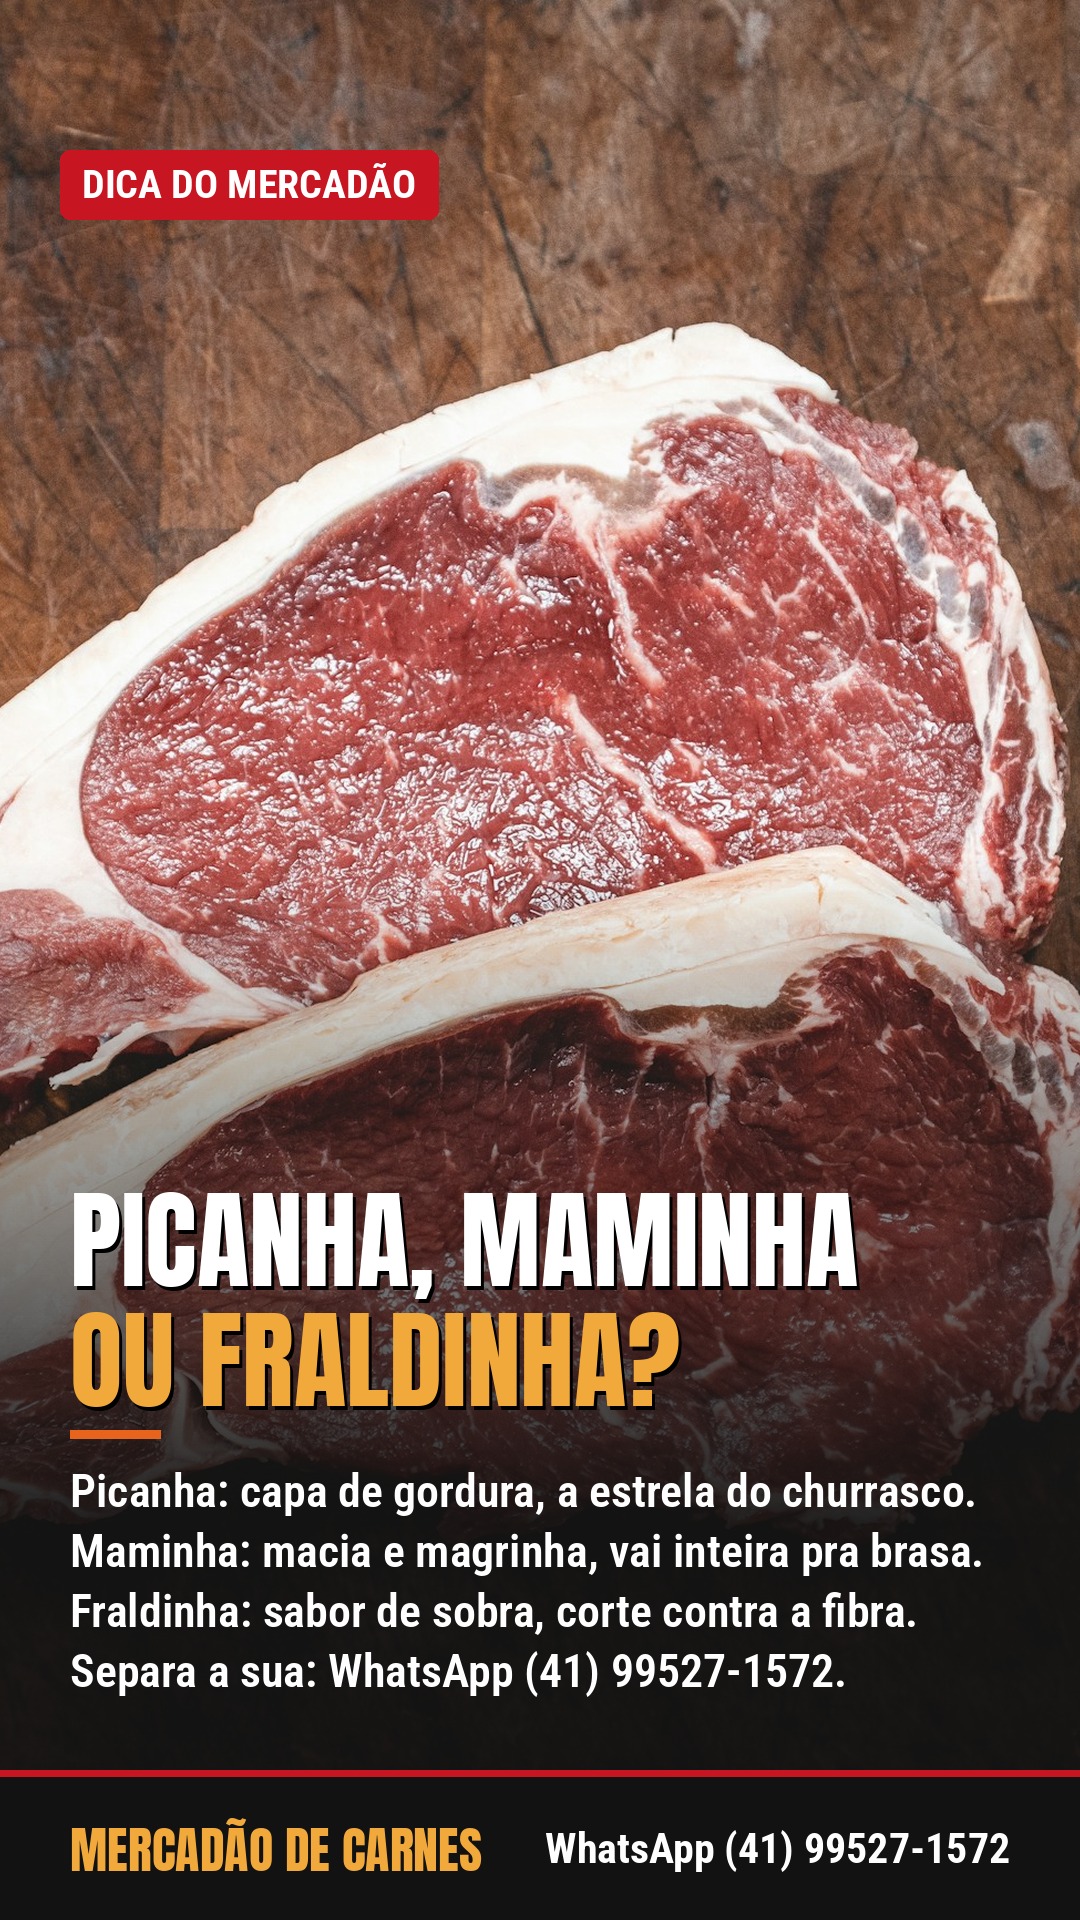 DICA DO MERCADÃO
PICANHA, MAMINHA
OU FRALDINHA?
Picanha: capa de gordura, a estrela do churrasco.
Maminha: macia e magrinha, vai inteira pra brasa.
Fraldinha: sabor de sobra, corte contra a fibra.
Separa a sua: WhatsApp (41) 99527-1572.
MERCADÃO DE CARNES
WhatsApp (41) 99527-1572